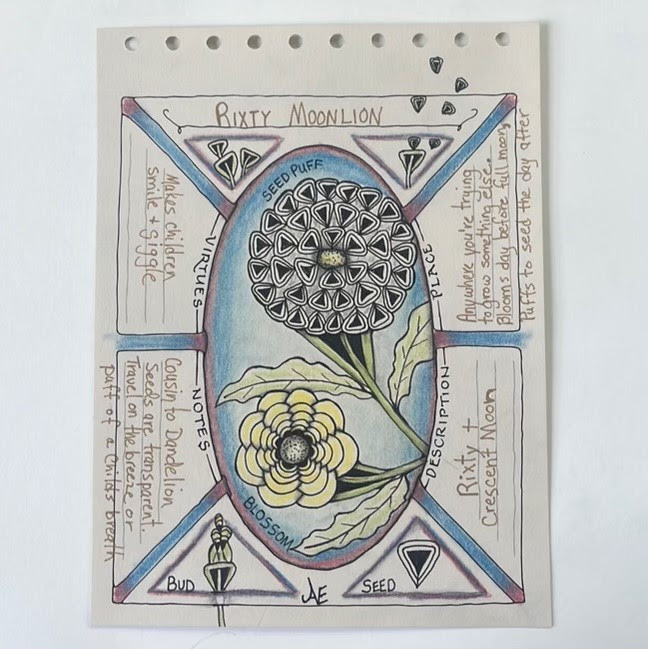 Rixty Moonlion
SEED PUFF
VIRTUES
Makes children
smile + giggle
PLACE
Anywhere you're trying
to grow something else.
Blooms day before full moon,
Puffs to seed the day after
NOTES
Cousin to Dandelion
Seeds are transparent.
Travel on the breeze or
puff of a Childs breath
DESCRIPTION
Rixty +
Crescent Moon
BLOSSOM
BUD
AE
SEED